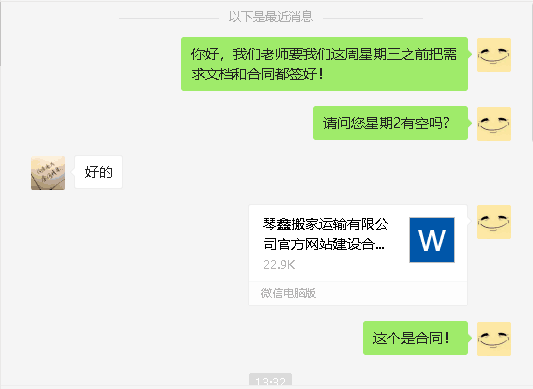 以下是最近消息
你好，我们老师要我们这周星期三之前把需
求文档和合同都签好！
请问您星期2有空吗？
好的
琴鑫搬家运输有限公
司官方网站建设合...
22.9K
W
微信电脑版
这个是合同！
13:32